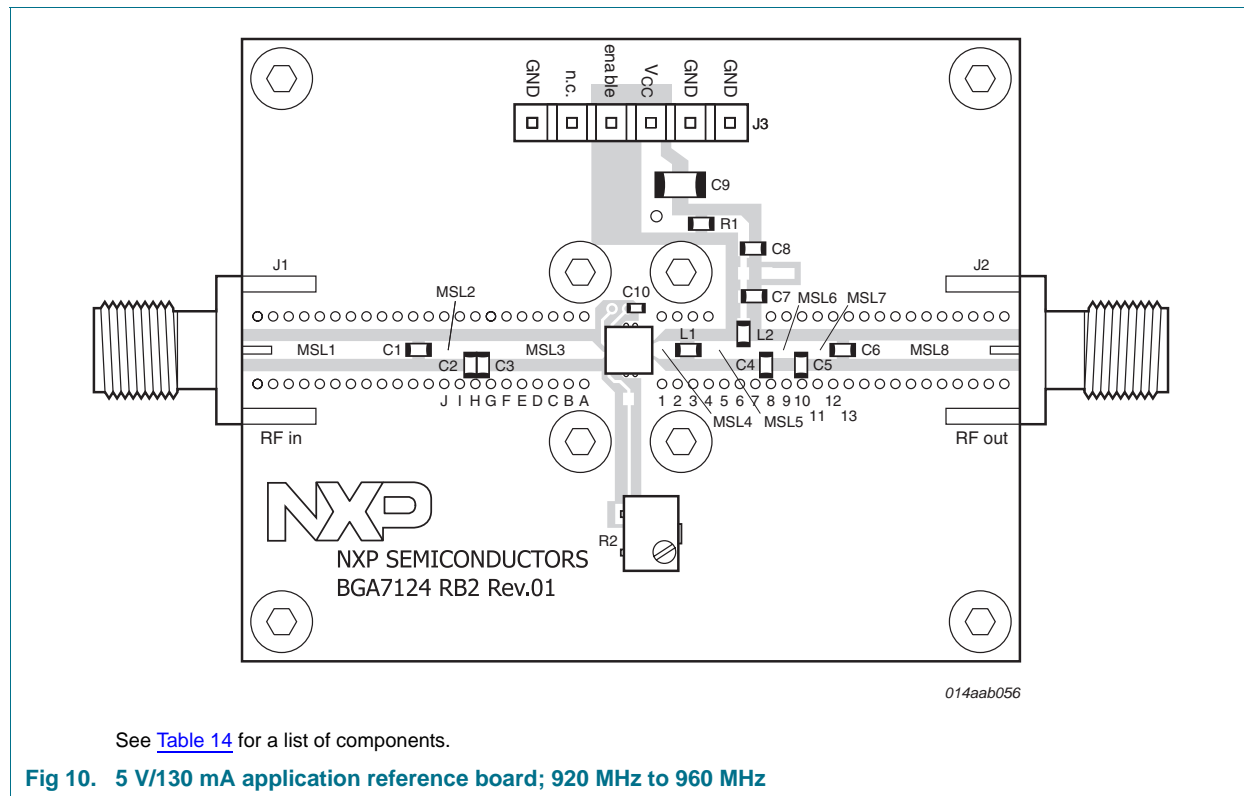 GND
n.c.
enable
VCC
GND
GND
J3
C9
R1
C8
J1
J2
MSL2
C10
C7
MSL6
MSL7
L1
L2
MSL1
C1
MSL3
C6
MSL8
C2
C3
C4
C5
J I H G F E D C B A
1 2 3 4 5 6 7 8 9 10 12
11 13
MSL4
MSL5
RF in
RF out
NXP
R2
NXP SEMICONDUCTORS
BGA7124 RB2 Rev.01
014aab056
See Table 14 for a list of components.
Fig 10. 5 V/130 mA application reference board; 920 MHz to 960 MHz